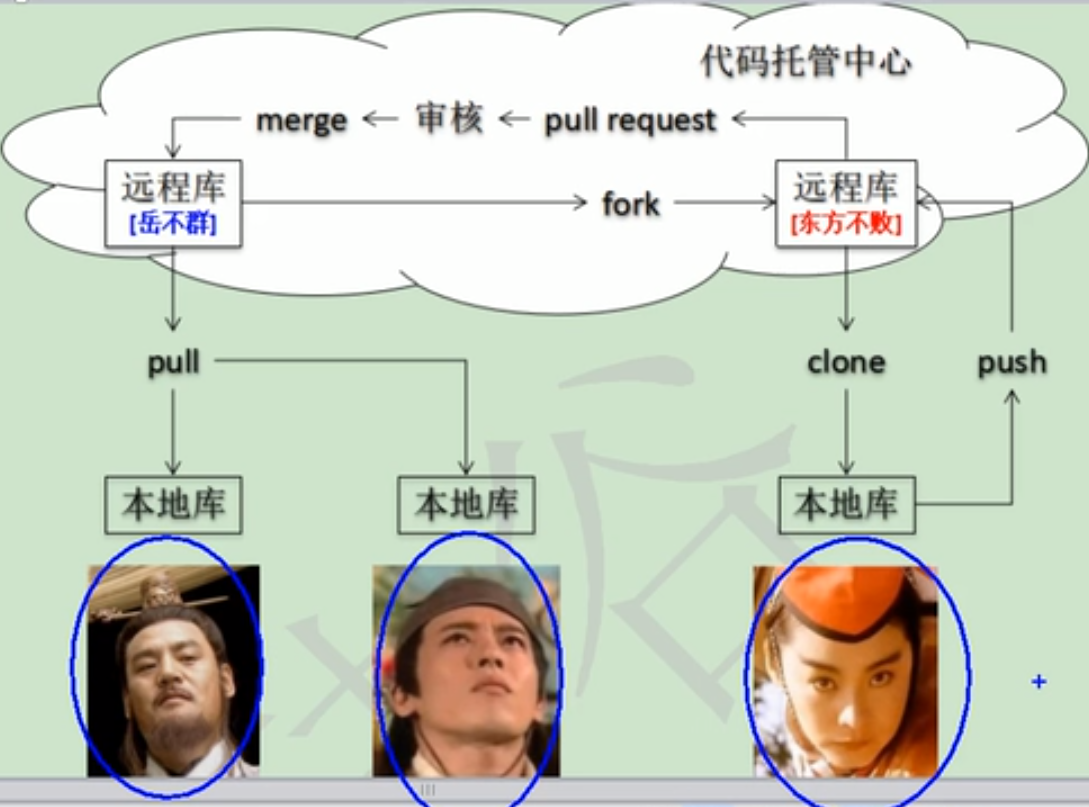 代码托管中心
merge
审核
pull request
远程库
[岳不群]
fork
远程库
[东方不败]
pull
clone
push
本地库
本地库
本地库